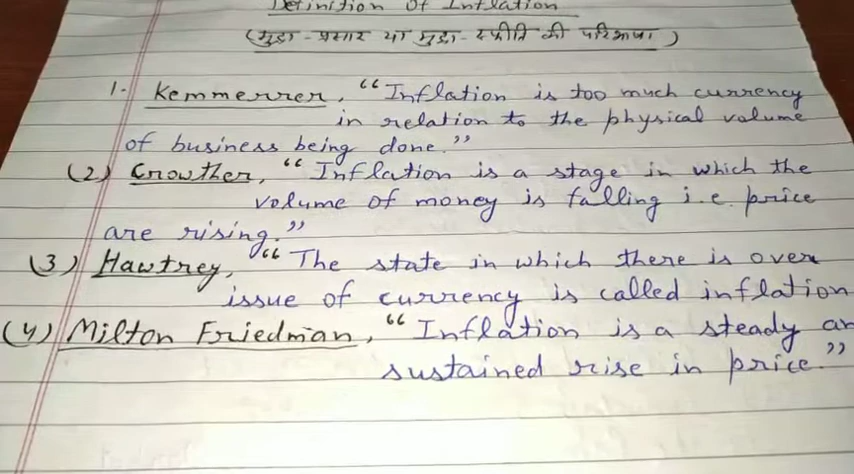 Definition Of Inflation
(मुद्रा-प्रसार या मुद्रा-स्फीति की परिभाषा)
1- Kemmerrer, “Inflation is too much currency
in relation to the physical volume
of business being done.”
(2) Crowther, “Inflation is a stage in which the
volume of money is falling i.e. price
are rising.”
(3) Hawtrey, “The state in which there is over
issue of currency is called inflation
(4) Milton Friedman, “Inflation is a steady an
sustained rise in price.”